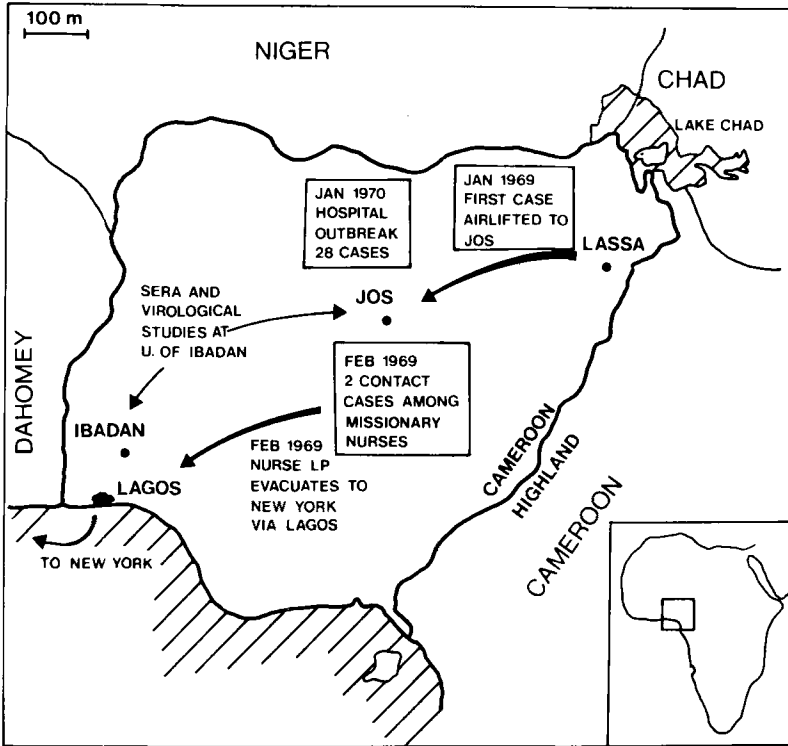 100 m
NIGER
CHAD
LAKE CHAD
JAN 1970
HOSPITAL
OUTBREAK
28 CASES
JAN 1969
FIRST CASE
AIRLIFTED TO
JOS
LASSA
JOS
SERA AND
VIROLOGICAL
STUDIES AT
U. OF IBADAN
FEB 1969
2 CONTACT
CASES AMONG
MISSIONARY
NURSES
DAHOMEY
IBADAN
FEB 1969
NURSE LP
EVACUATES TO
NEW YORK
VIA LAGOS
LAGOS
TO NEW YORK
CAMEROON
HIGHLAND
CAMEROON